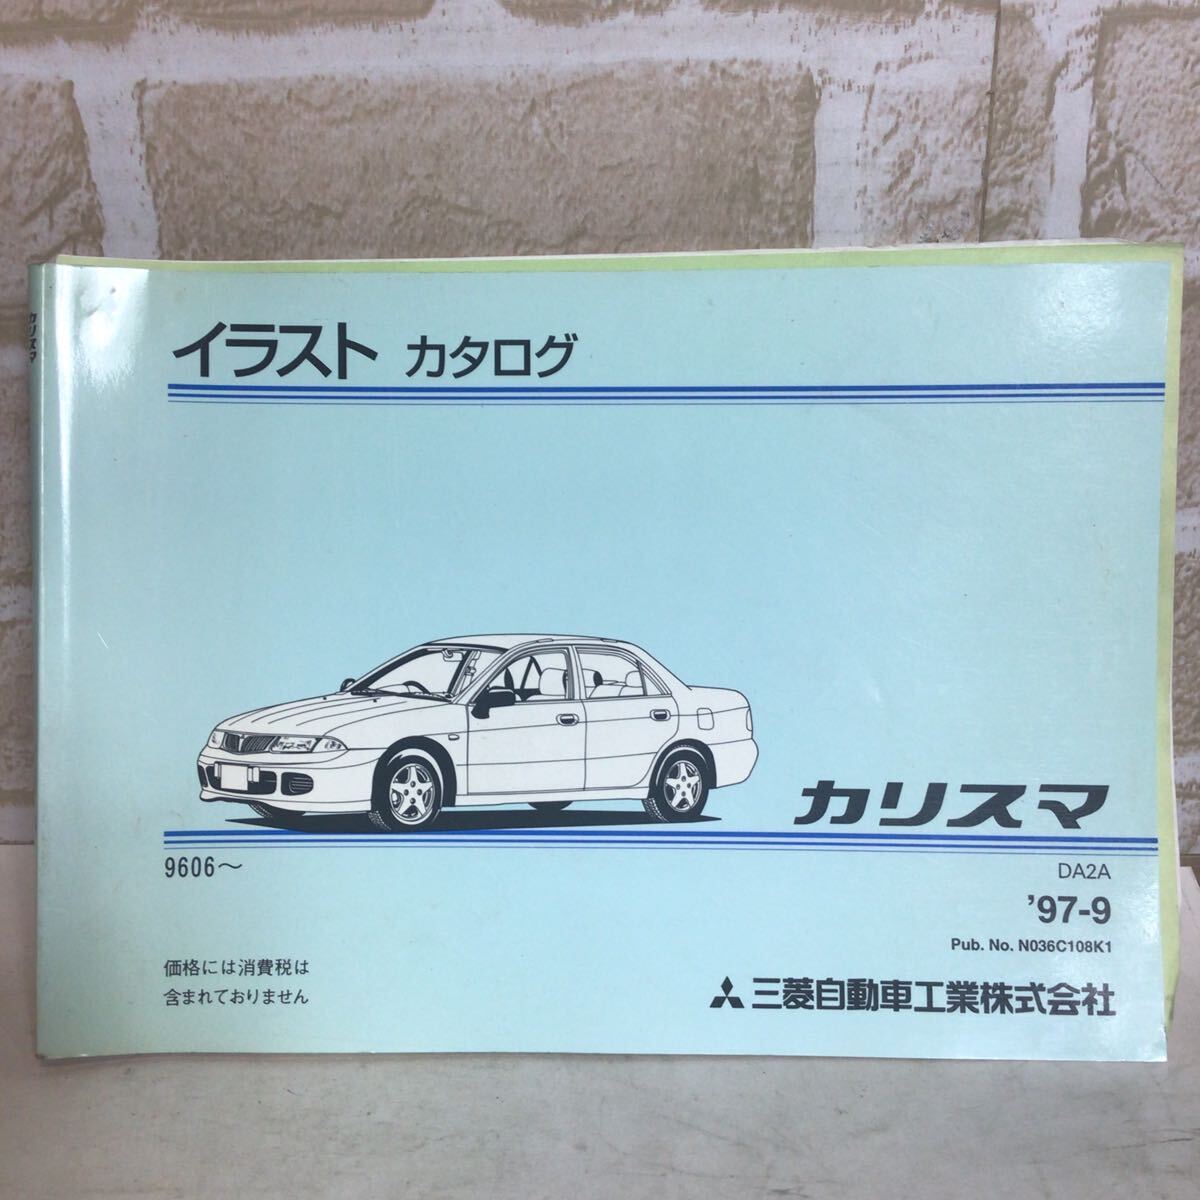 カリスマ
イラスト カタログ
カリスマ
9606～
DA2A
'97-9
Pub. No. N036C108K1
価格には消費税は
含まれておりません
三菱自動車工業株式会社